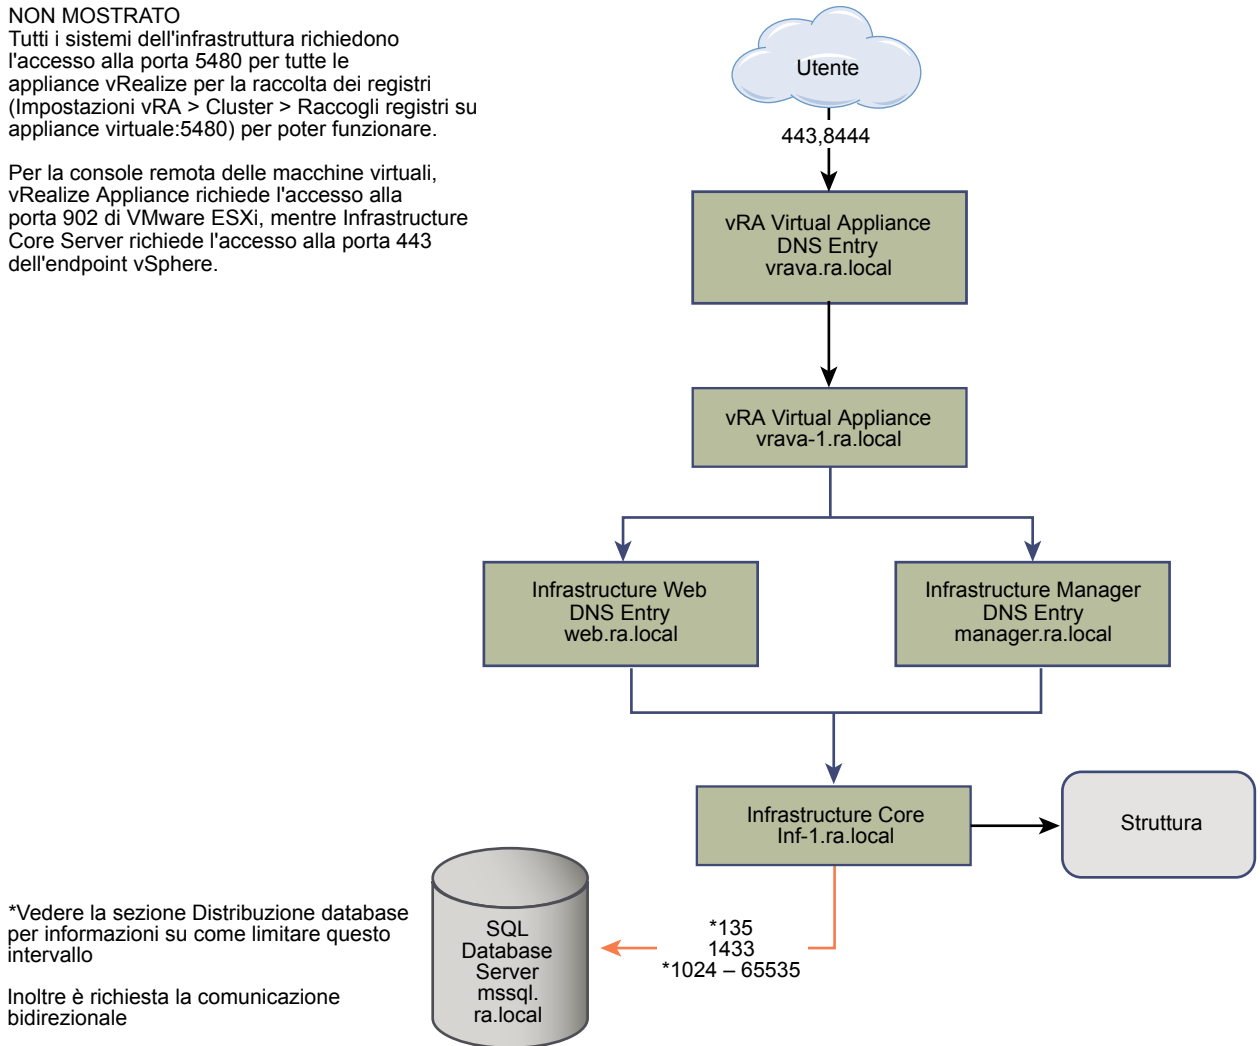 NON MOSTRATO
Tutti i sistemi dell'infrastruttura richiedono
l'accesso alla porta 5480 per tutte le
appliance vRealize per la raccolta dei registri
(Impostazioni vRA > Cluster > Raccogli registri su
appliance virtuale:5480) per poter funzionare.
Per la console remota delle macchine virtuali,
vRealize Appliance richiede l'accesso alla
porta 902 di VMware ESXi, mentre Infrastructure
Core Server richiede l'accesso alla porta 443
dell'endpoint vSphere.
Utente
443,8444
vRA Virtual Appliance
DNS Entry
vrava.ra.local
vRA Virtual Appliance
vrava-1.ra.local
Infrastructure Web
DNS Entry
web.ra.local
Infrastructure Manager
DNS Entry
manager.ra.local
Infrastructure Core
Inf-1.ra.local
Struttura
*135
1433
*1024 – 65535
SQL
Database
Server
mssql.
ra.local
*Vedere la sezione Distribuzione database
per informazioni su come limitare questo
intervallo
Inoltre è richiesta la comunicazione
bidirezionale